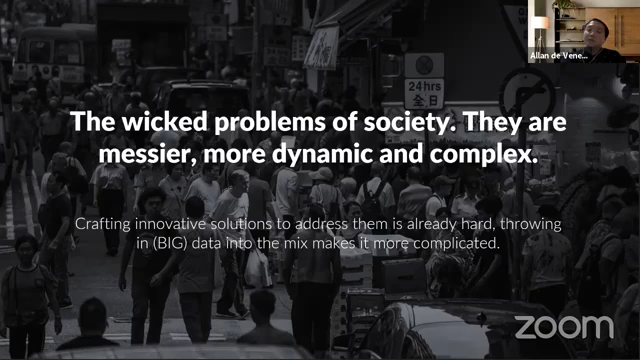 Allan de Vene...
24hrs
全日
The wicked problems of society. They are
messier, more dynamic and complex.
Crafting innovative solutions to address them is already hard, throwing
in (BIG) data into the mix makes it more complicated.
zoom